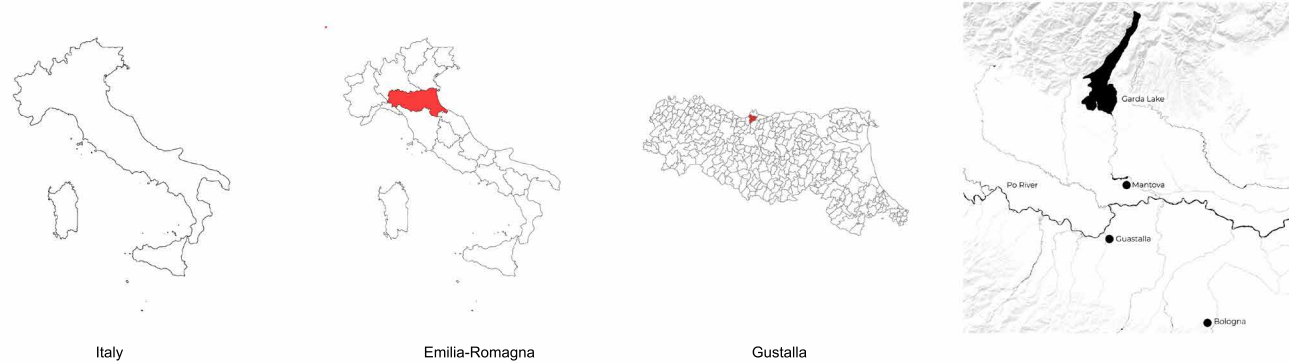 Garda Lake
Mantova
Po River
Guastalla
Bologna
Italy
Emilia-Romagna
Gustalla